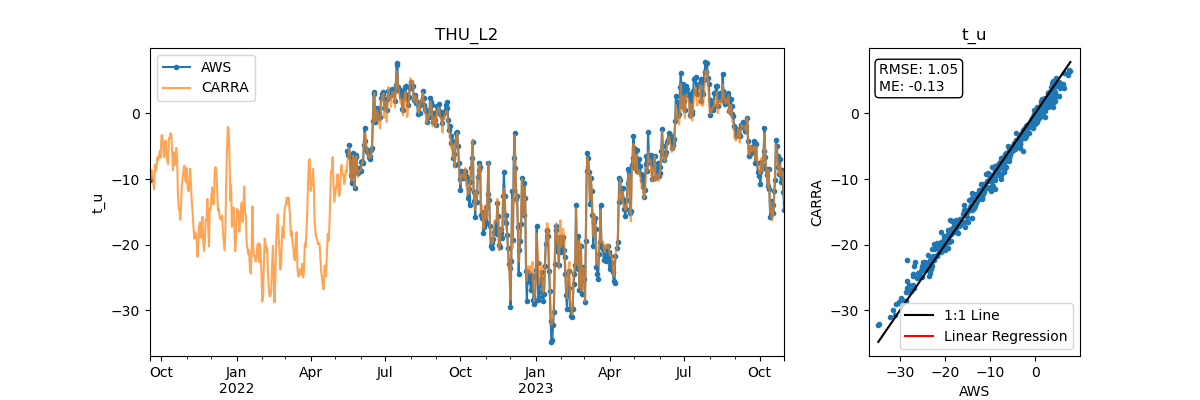 THU_L2
AWS
CARRA
t_u
0
−10
−20
−30
Oct
Jan
2022
Apr
Jul
Oct
Jan
2023
Apr
Jul
Oct
t_u
RMSE: 1.05
ME: -0.13
CARRA
0
−10
−20
−30
1:1 Line
Linear Regression
−30
−20
−10
0
AWS